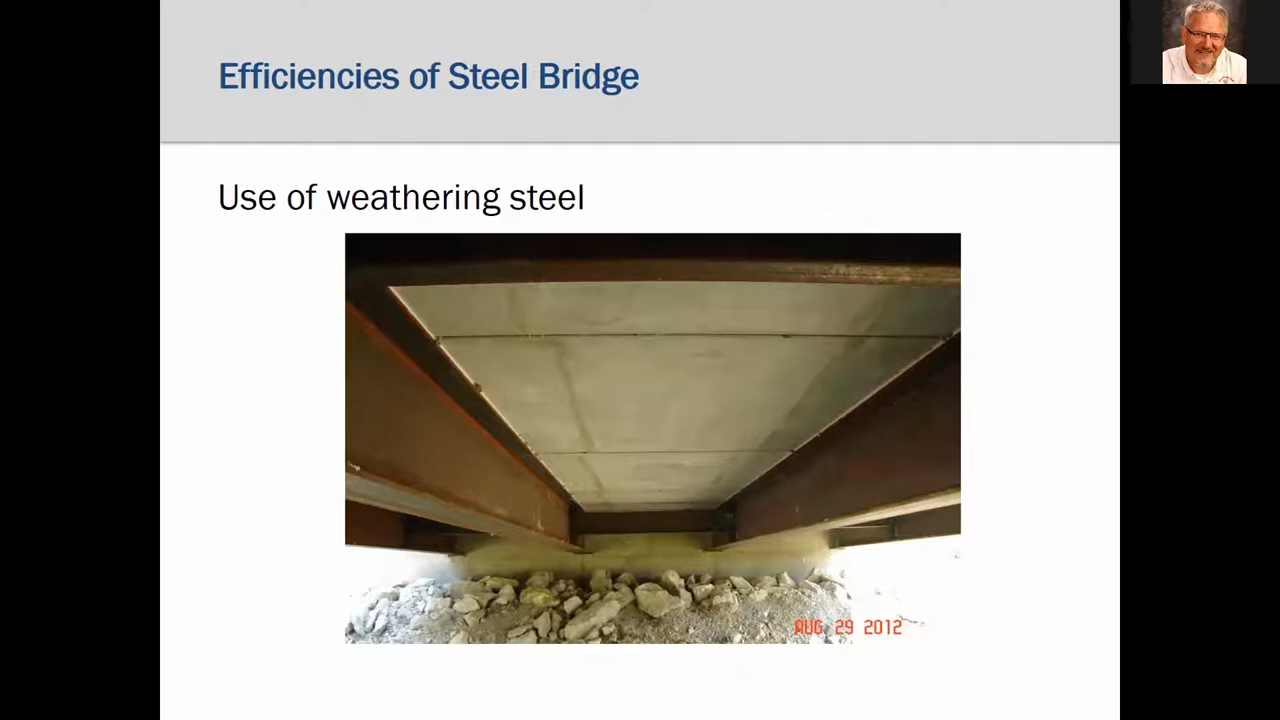 Efficiencies of Steel Bridge
Use of weathering steel
AUG 29 2012